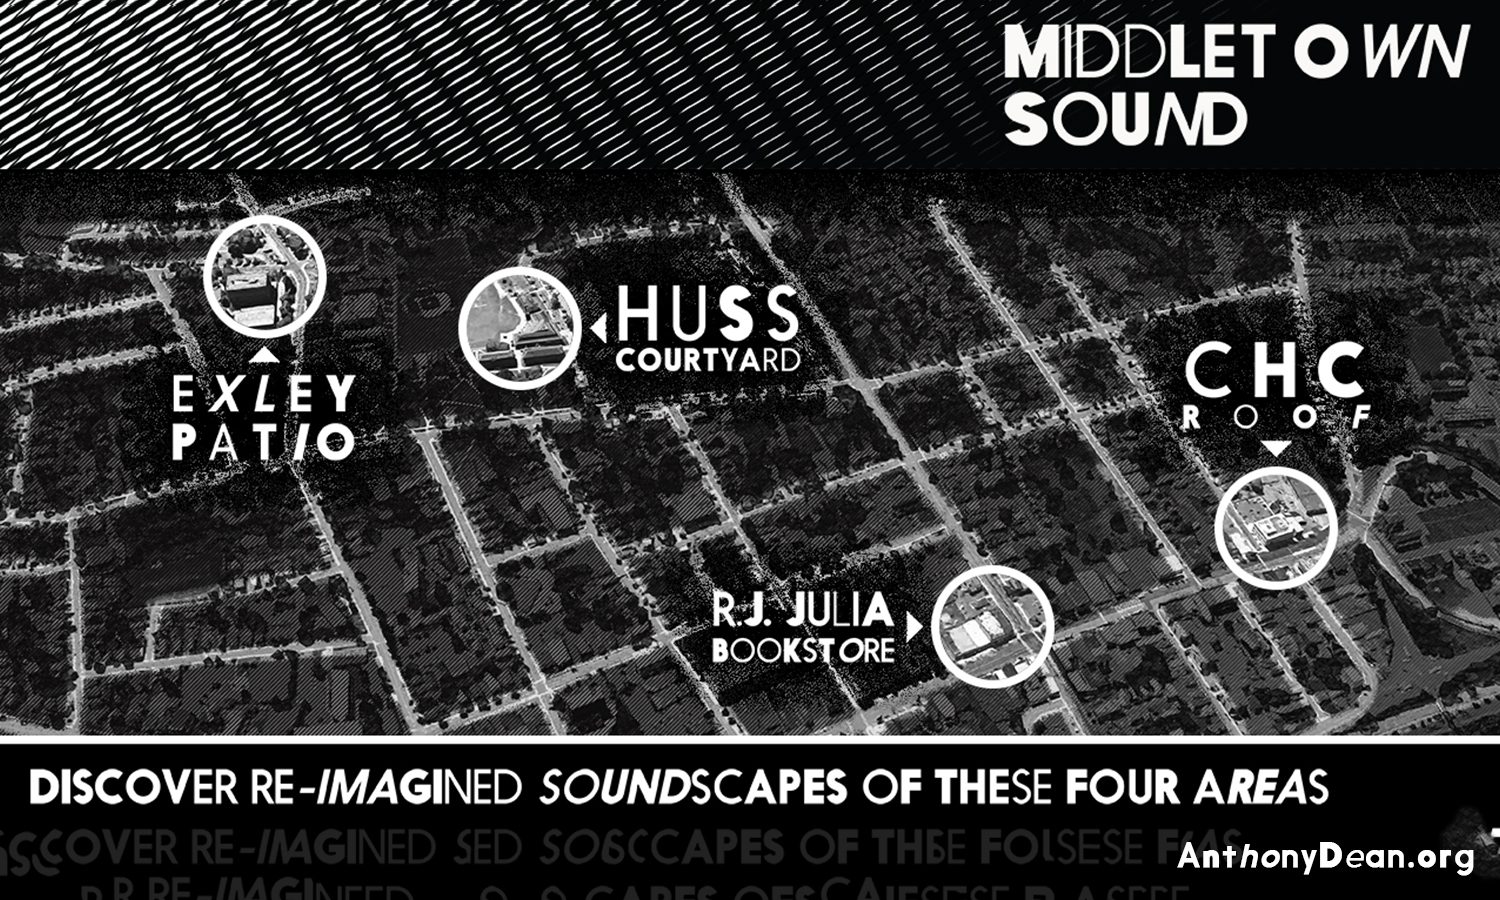 MIDDLETOWN
SOUND
EXLEY
PATIO
HUSS
COURTYARD
CHC
ROOF
R.J. JULIA
BOOKSTORE
DISCOVER RE-IMAGINED SOUNDSCAPES OF THESE FOUR AREAS
AnthonyDean.org